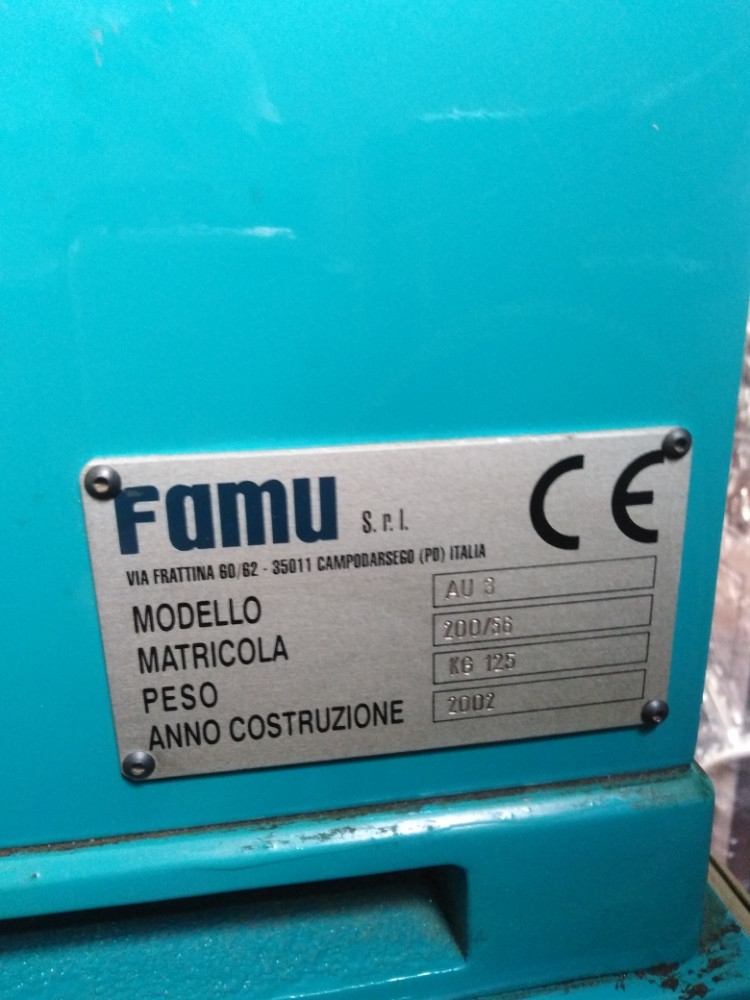 Famu S.r.l.
CE
VIA FRATTINA 60/62 - 35011 CAMPODARSEGO (PD) ITALIA
MODELLO AU 3
MATRICOLA 200/56
PESO KG 125
ANNO COSTRUZIONE 2002